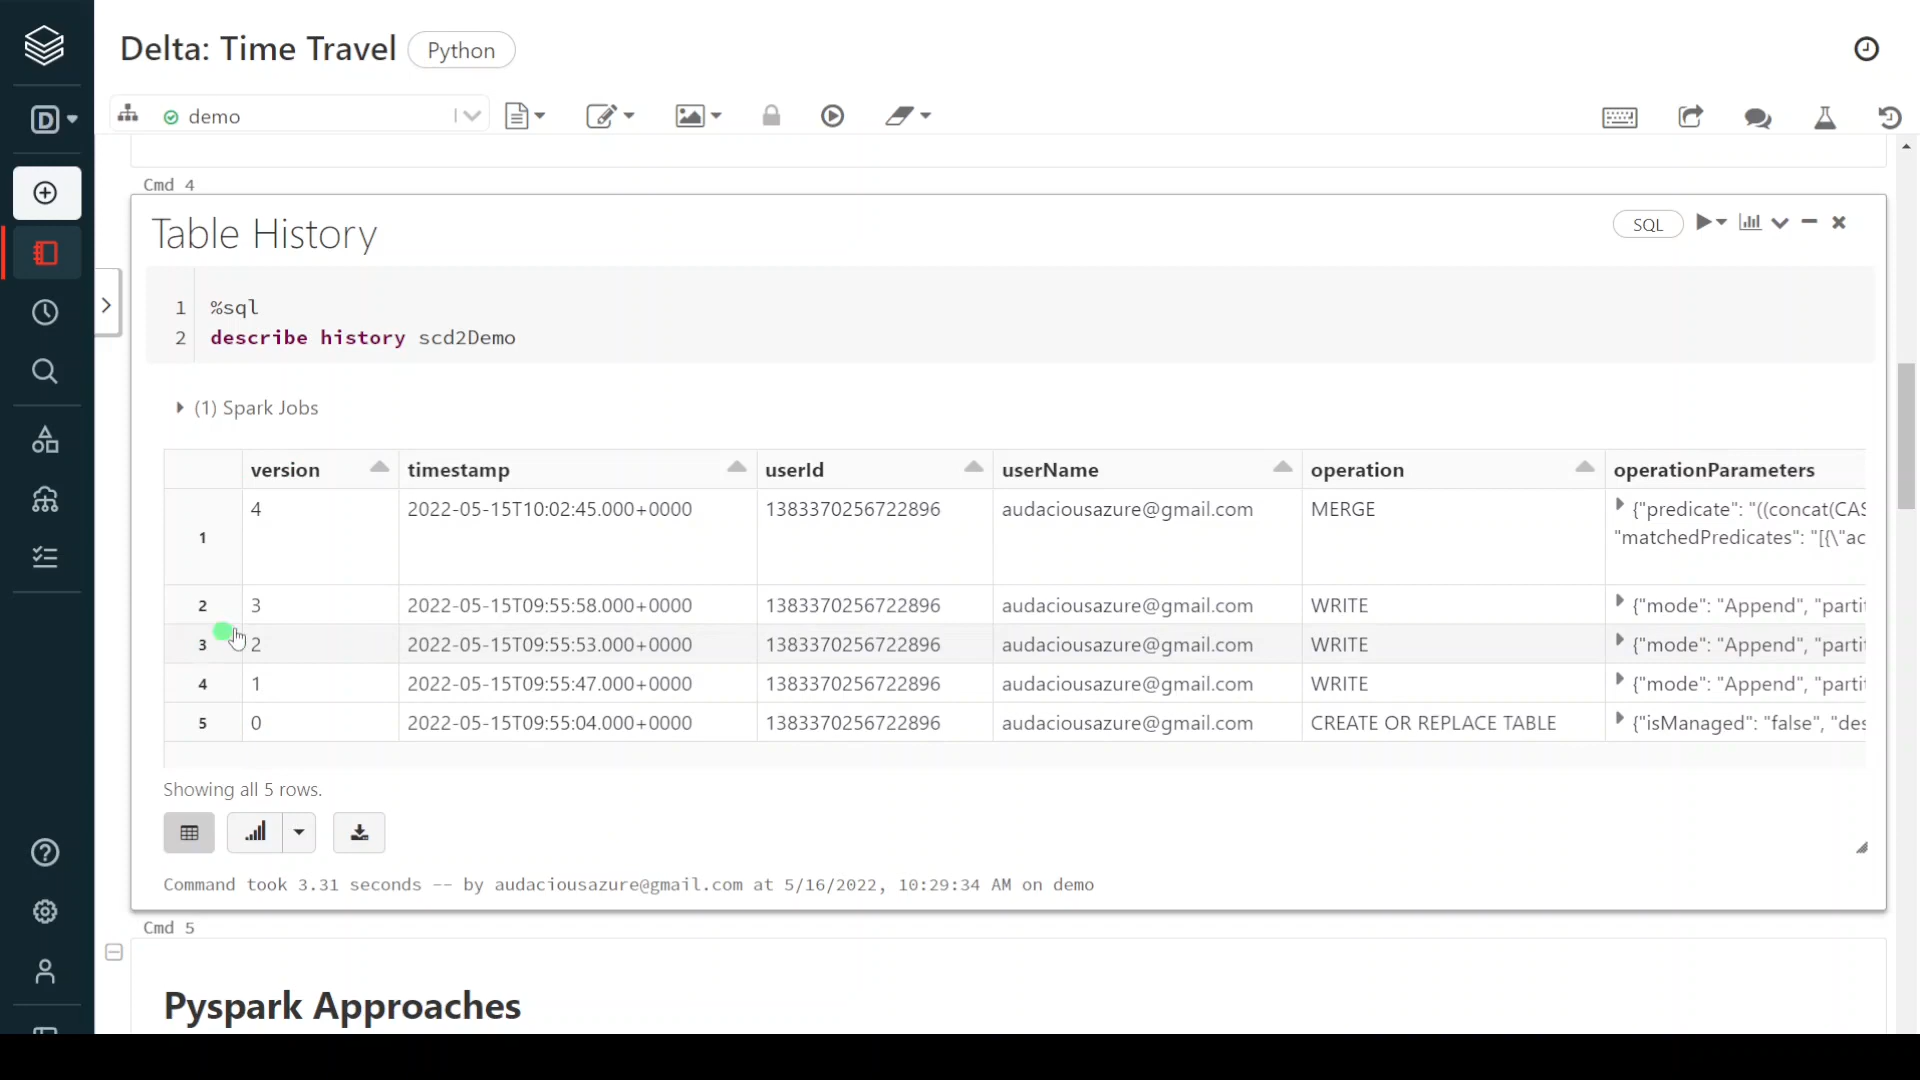 Delta: Time Travel Python
demo
Cmd 4
Table History
SQL
1 %sql
2 describe history scd2Demo
(1) Spark Jobs
version timestamp userId userName operation operationParameters
1 4 2022-05-15T10:02:45.000+0000 1383370256722896 audaciousazure@gmail.com MERGE {"predicate": "((concat(CAS
"matchedPredicates": "[{\"ac
2 3 2022-05-15T09:55:58.000+0000 1383370256722896 audaciousazure@gmail.com WRITE {"mode": "Append", "partit
3 2 2022-05-15T09:55:53.000+0000 1383370256722896 audaciousazure@gmail.com WRITE {"mode": "Append", "partit
4 1 2022-05-15T09:55:47.000+0000 1383370256722896 audaciousazure@gmail.com WRITE {"mode": "Append", "partit
5 0 2022-05-15T09:55:04.000+0000 1383370256722896 audaciousazure@gmail.com CREATE OR REPLACE TABLE {"isManaged": "false", "des
Showing all 5 rows.
Command took 3.31 seconds -- by audaciousazure@gmail.com at 5/16/2022, 10:29:34 AM on demo
Cmd 5
Pyspark Approaches